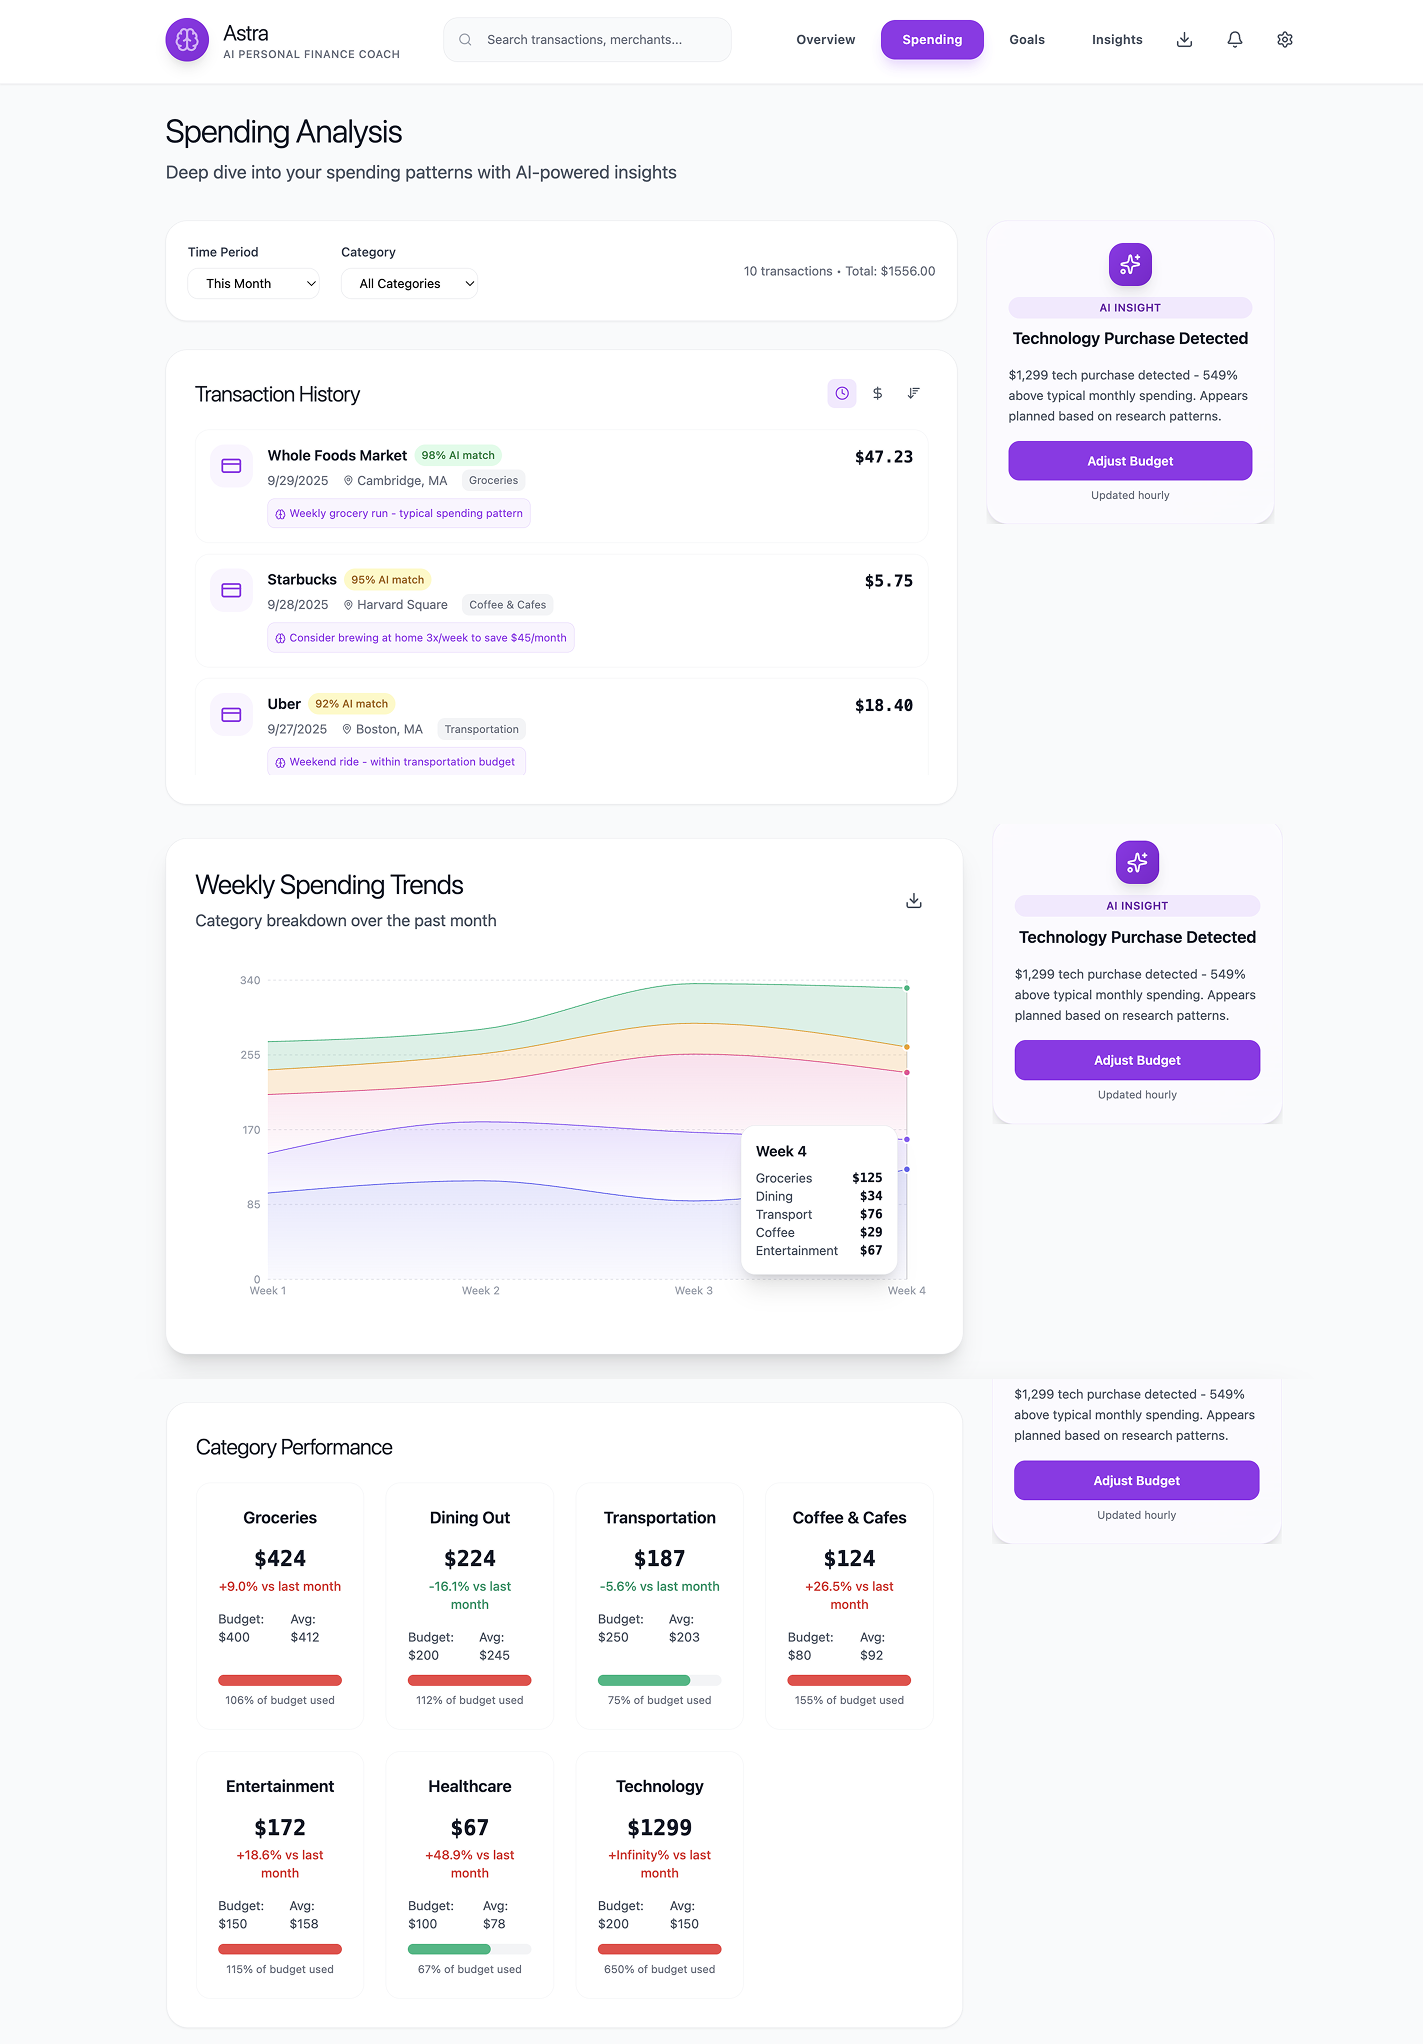 Astra
AI PERSONAL FINANCE COACH
Search transactions, merchants...
Overview
Spending
Goals
Insights
Spending Analysis
Deep dive into your spending patterns with AI-powered insights
Time Period
Category
This Month
All Categories
10 transactions • Total: $1556.00
AI INSIGHT
Technology Purchase Detected
$1,299 tech purchase detected - 549%
above typical monthly spending. Appears
planned based on research patterns.
Adjust Budget
Updated hourly
Transaction History
Whole Foods Market 98% AI match
$47.23
9/29/2025 Cambridge, MA Groceries
Weekly grocery run - typical spending pattern
Starbucks 95% AI match
$5.75
9/28/2025 Harvard Square Coffee & Cafes
Consider brewing at home 3x/week to save $45/month
Uber 92% AI match
$18.40
9/27/2025 Boston, MA Transportation
Weekend ride - within transportation budget
Weekly Spending Trends
Category breakdown over the past month
340
255
170
85
0
Week 1
Week 2
Week 3
Week 4
Week 4
Groceries $125
Dining $34
Transport $76
Coffee $29
Entertainment $67
AI INSIGHT
Technology Purchase Detected
$1,299 tech purchase detected - 549%
above typical monthly spending. Appears
planned based on research patterns.
Adjust Budget
Updated hourly
$1,299 tech purchase detected - 549%
above typical monthly spending. Appears
planned based on research patterns.
Adjust Budget
Updated hourly
Category Performance
Groceries
$424
+9.0% vs last month
Budget: Avg:
$400 $412
106% of budget used
Dining Out
$224
-16.1% vs last
month
Budget: Avg:
$200 $245
112% of budget used
Transportation
$187
-5.6% vs last month
Budget: Avg:
$250 $203
75% of budget used
Coffee & Cafes
$124
+26.5% vs last
month
Budget: Avg:
$80 $92
155% of budget used
Entertainment
$172
+18.6% vs last
month
Budget: Avg:
$150 $158
115% of budget used
Healthcare
$67
+48.9% vs last
month
Budget: Avg:
$100 $78
67% of budget used
Technology
$1299
+Infinity% vs last
month
Budget: Avg:
$200 $150
650% of budget used